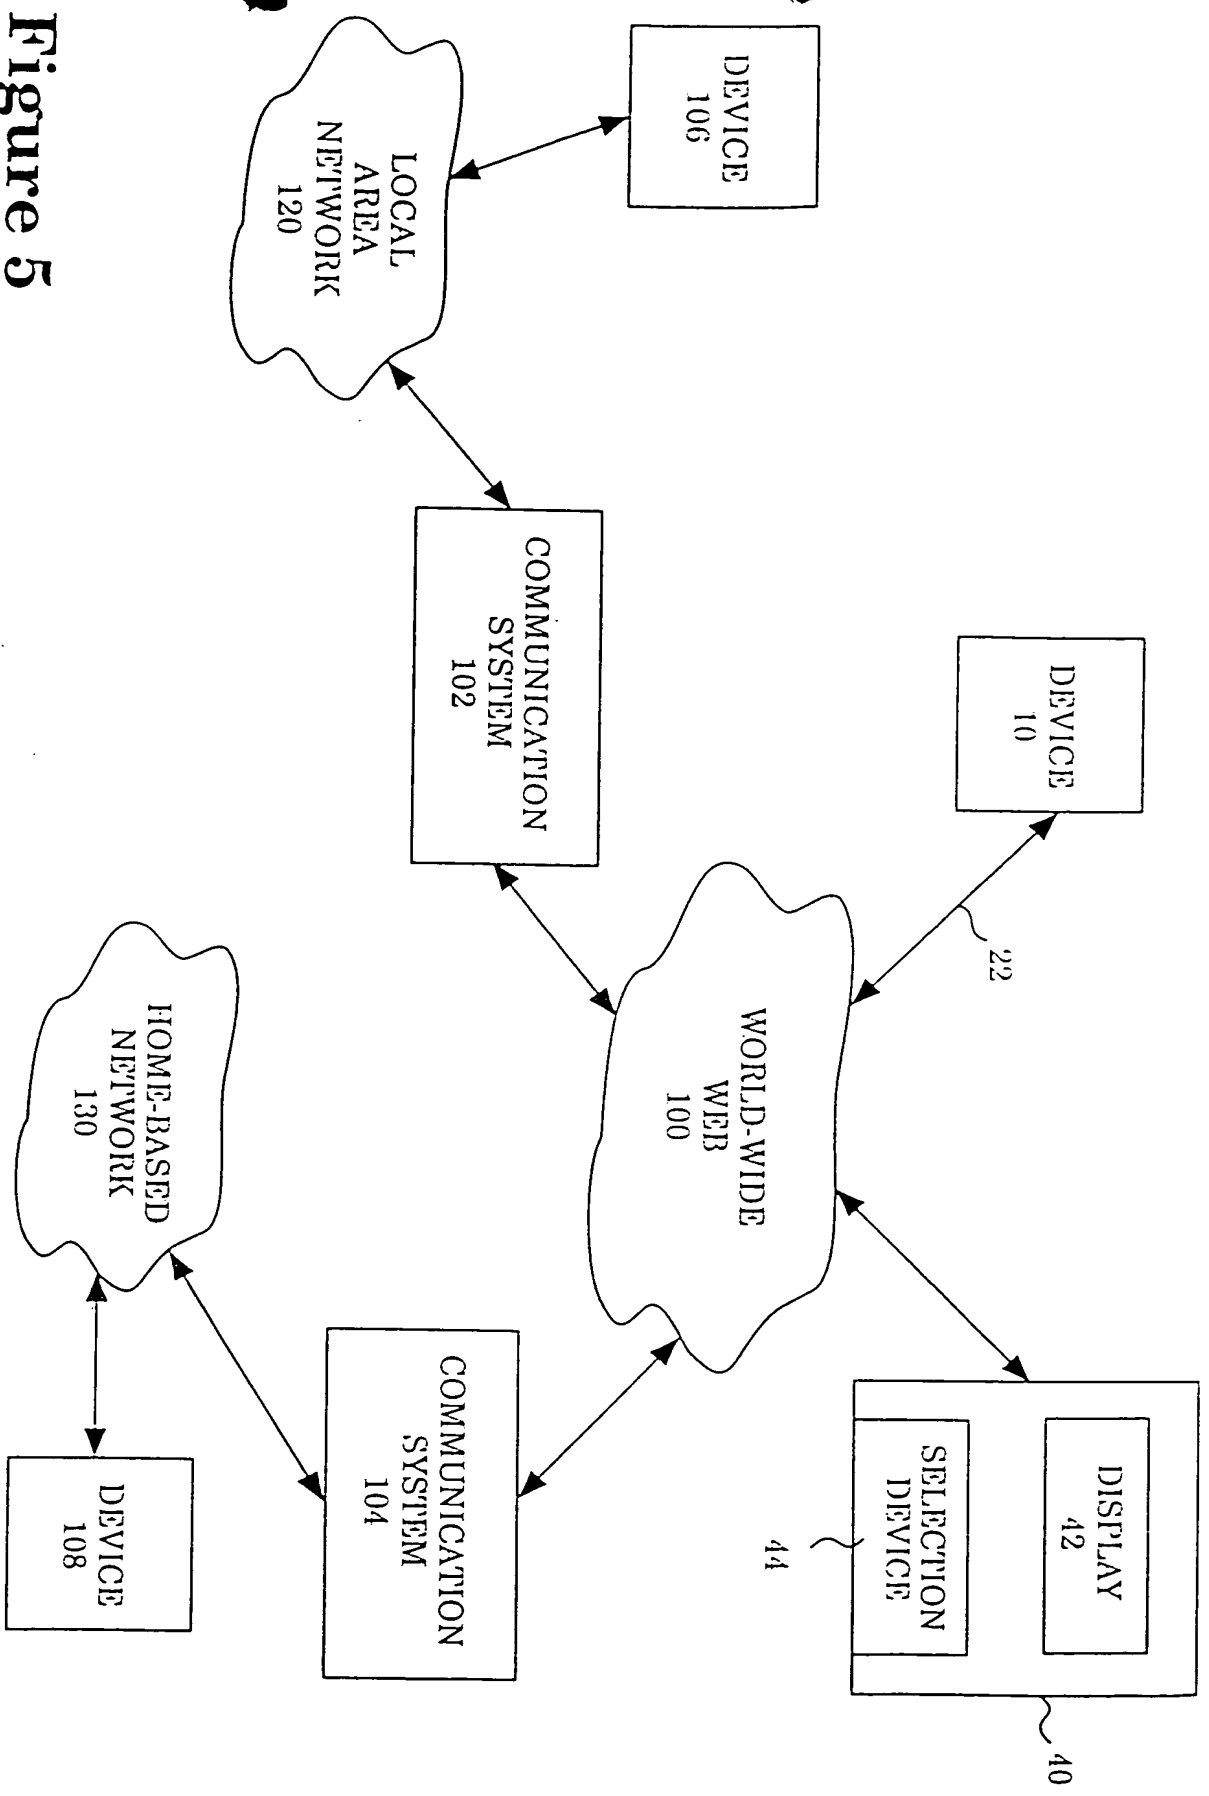 DEVICE
10
22
DISPLAY
42
SELECTION
DEVICE
44
40
DEVICE
106
WORLD-WIDE
WEB
100
LOCAL
AREA
NETWORK
120
COMMUNICATION
SYSTEM
102
COMMUNICATION
SYSTEM
104
HOME-BASED
NETWORK
130
DEVICE
108
Figure 5